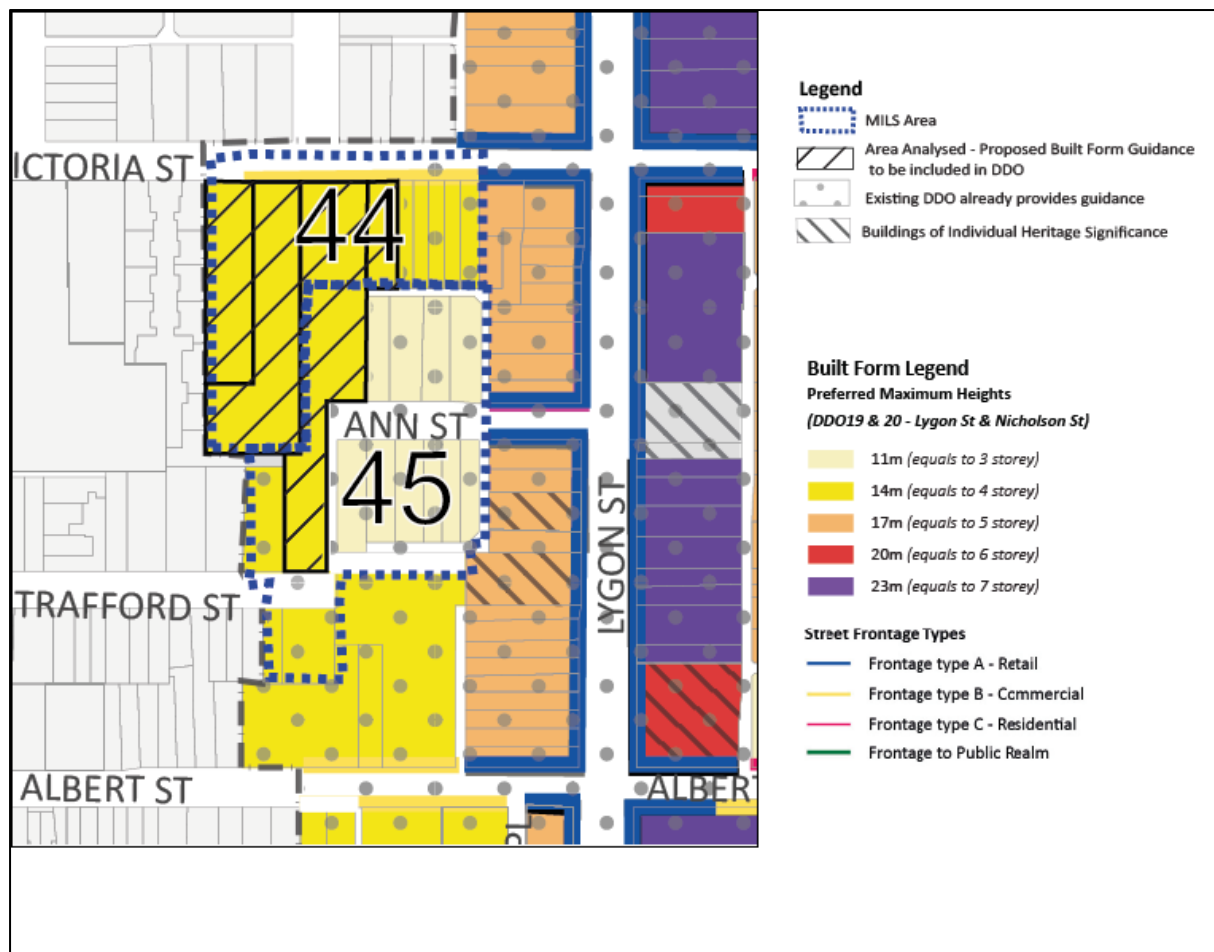 ICTORIA ST
44
ANN ST
45
LYGON ST
TRAFFORD ST
ALBERT ST
ALBERT
PL
Legend
MILS Area
Area Analysed - Proposed Built Form Guidance
to be included in DDO
Existing DDO already provides guidance
Buildings of Individual Heritage Significance
Built Form Legend
Preferred Maximum Heights
(DDO19 & 20 - Lygon St & Nicholson St)
11m (equals to 3 storey)
14m (equals to 4 storey)
17m (equals to 5 storey)
20m (equals to 6 storey)
23m (equals to 7 storey)
Street Frontage Types
Frontage type A - Retail
Frontage type B - Commercial
Frontage type C - Residential
Frontage to Public Realm